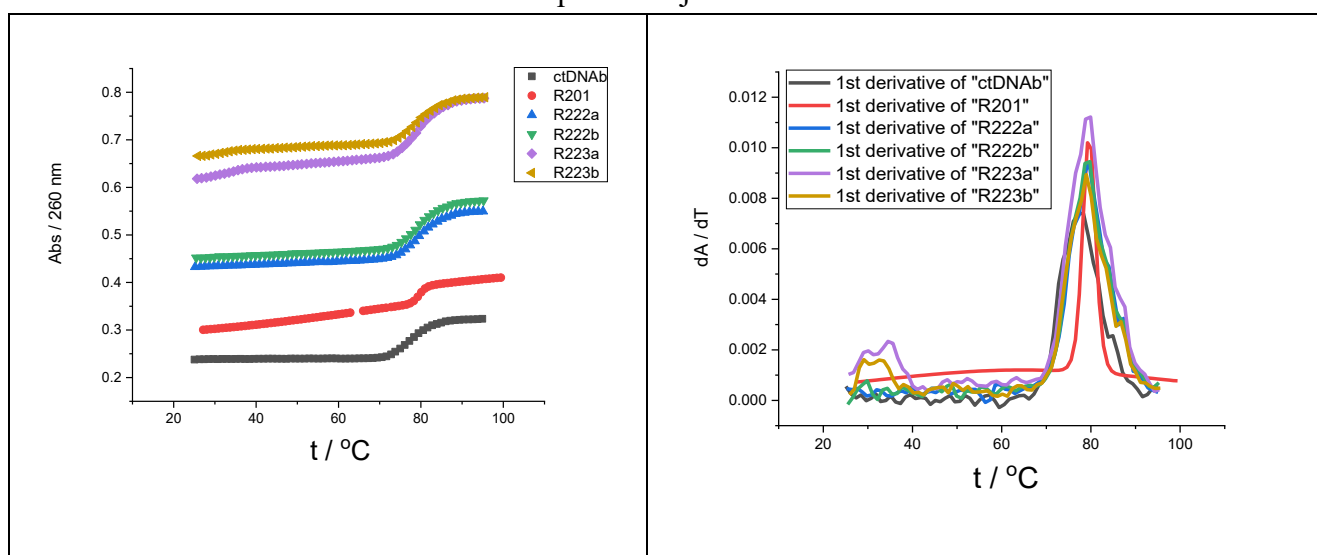 Abs / 260 nm
0.8
0.7
0.6
0.5
0.4
0.3
0.2
20 40 60 80 100
t / °C
ctDNAb
R201
R222a
R222b
R223a
R223b
dA / dT
0.012
0.010
0.008
0.006
0.004
0.002
0.000
20 40 60 80 100
t / °C
1st derivative of "ctDNAb"
1st derivative of "R201"
1st derivative of "R222a"
1st derivative of "R222b"
1st derivative of "R223a"
1st derivative of "R223b"